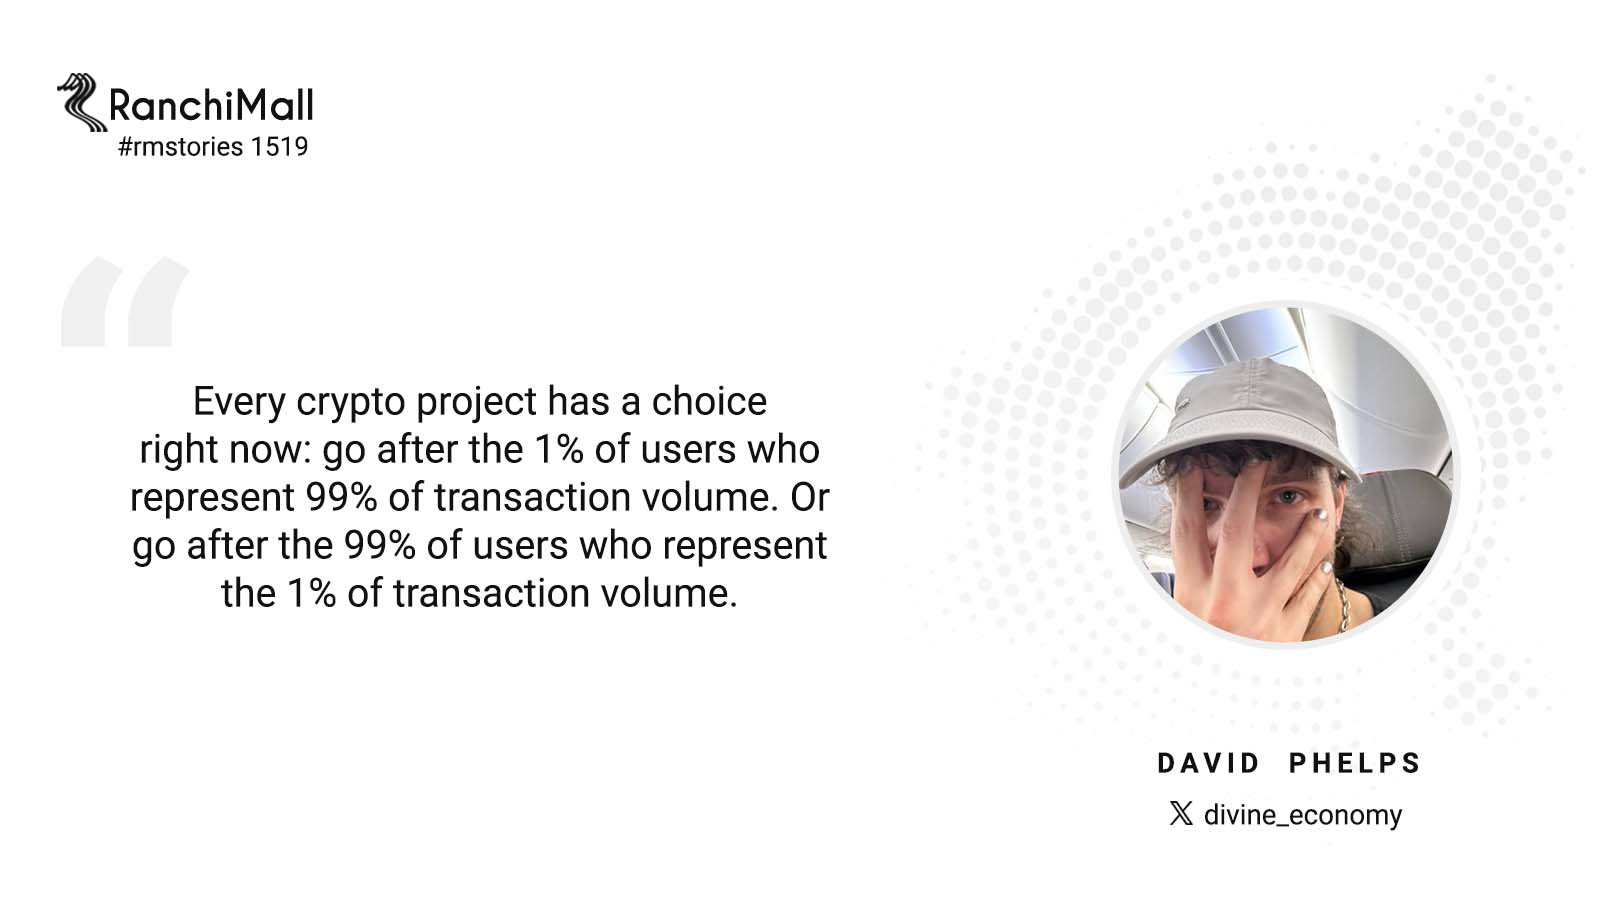 RanchiMall
#rmstories 1519
“
Every crypto project has a choice
right now: go after the 1% of users who
represent 99% of transaction volume. Or
go after the 99% of users who represent
the 1% of transaction volume.
DAVID PHELPS
X divine_economy